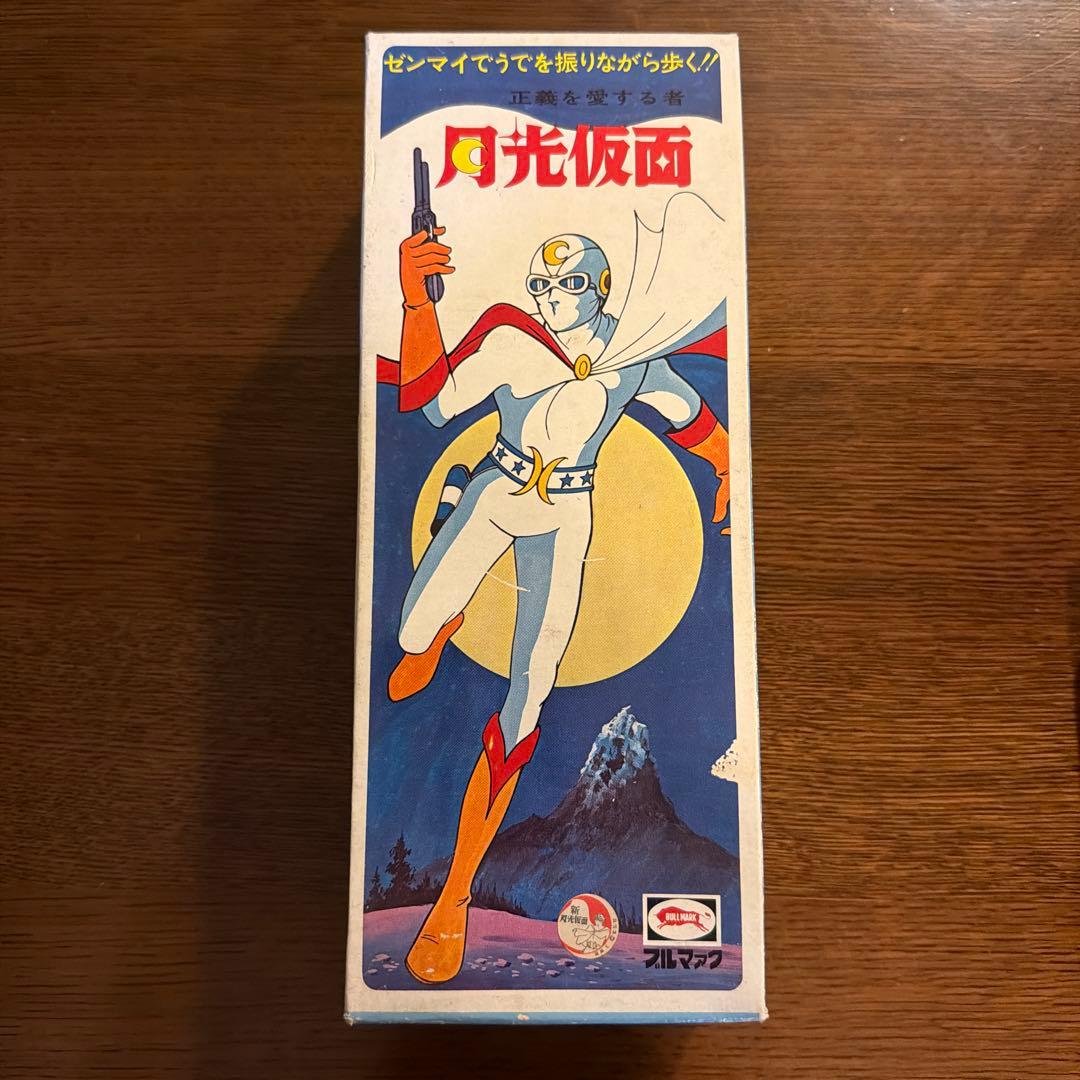 ゼンマイでうでを振りながら歩く!!
正義を愛する者
月光仮面
新
月光仮面
BULLMARK
ブルマァク